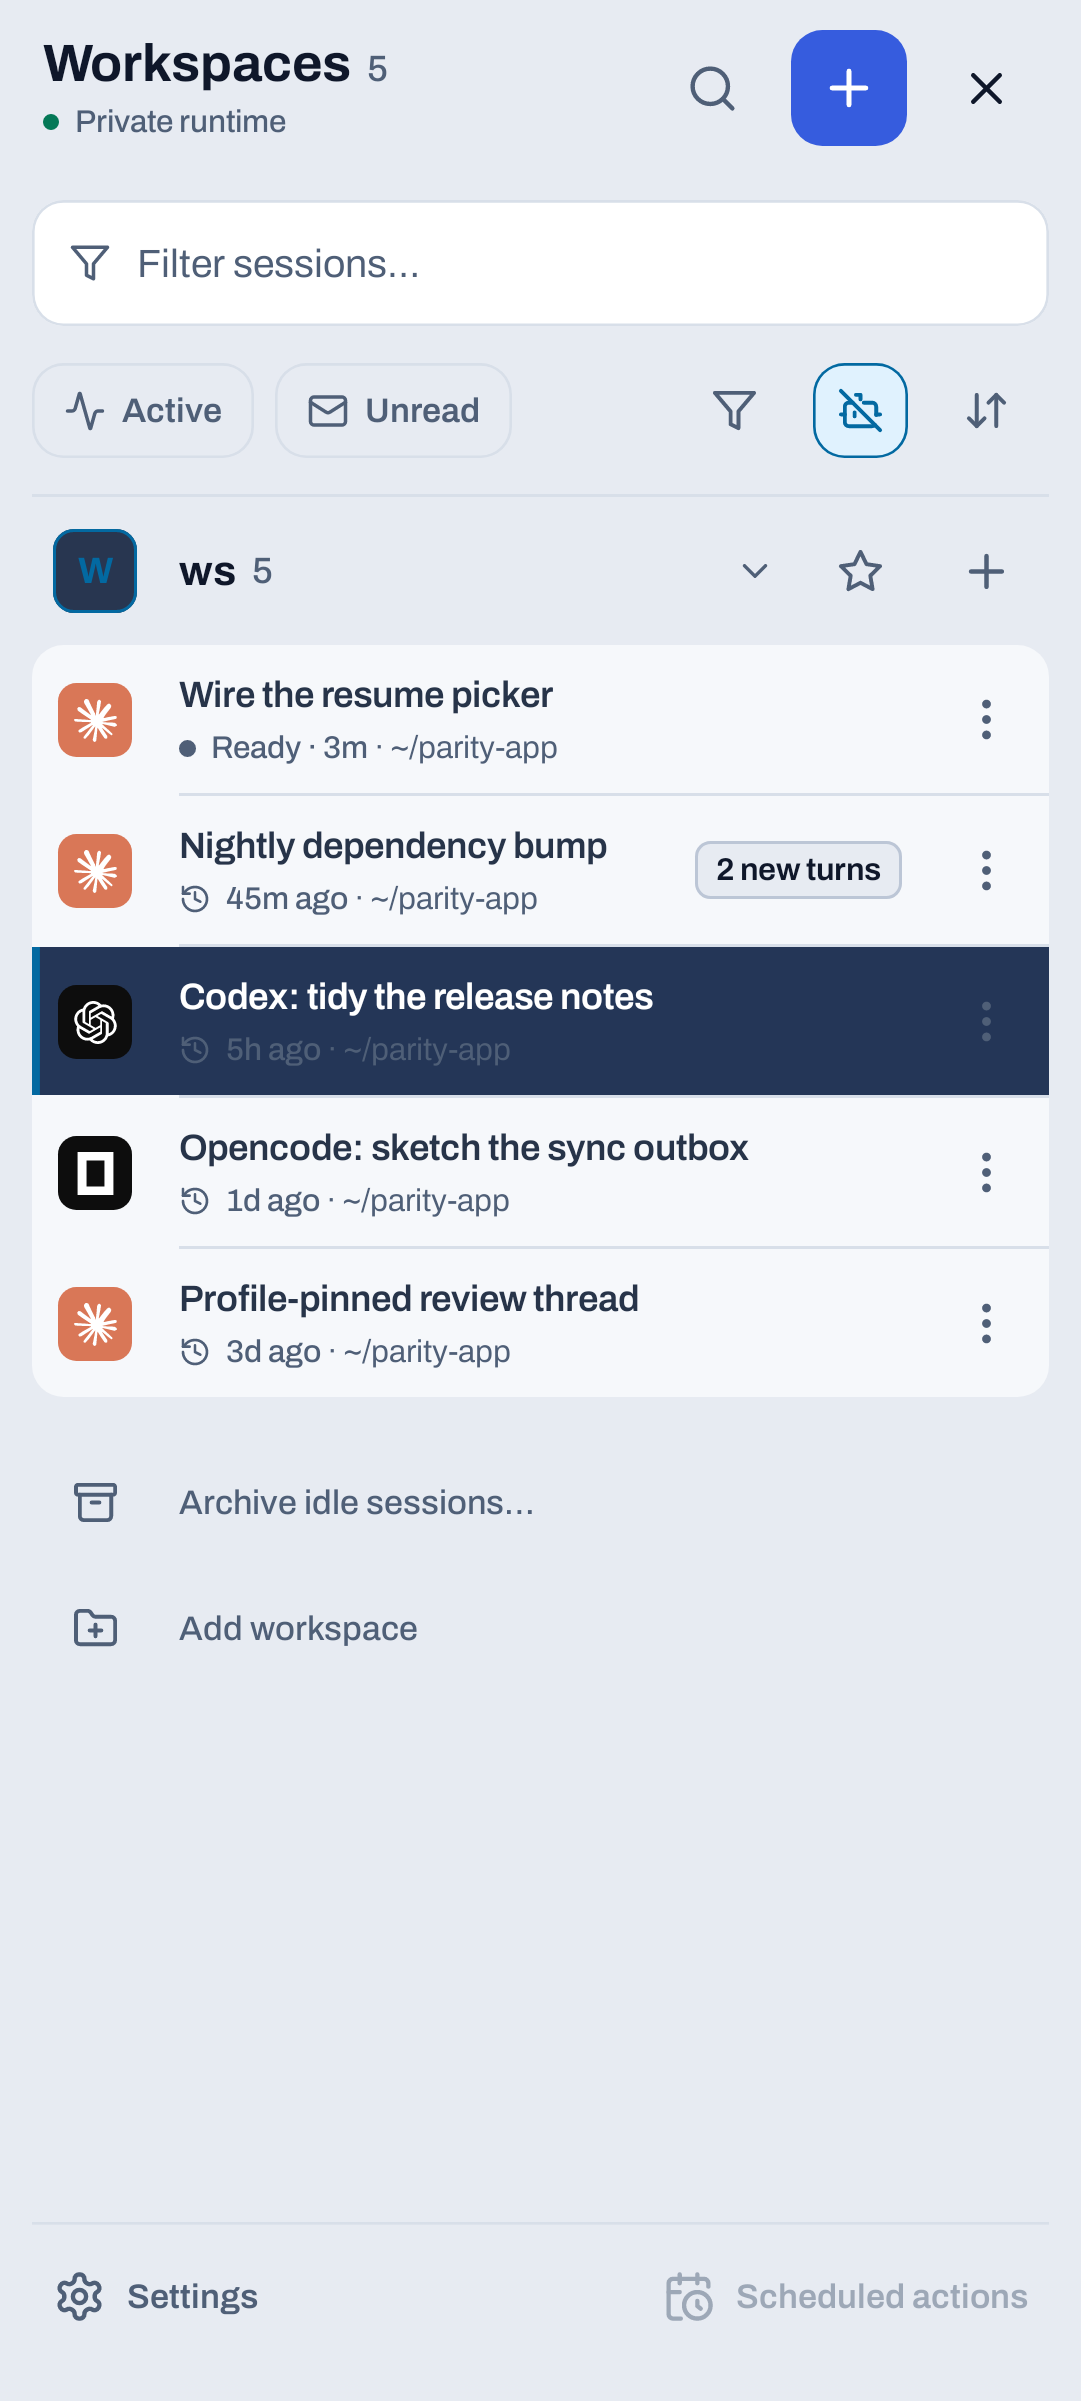 Workspaces 5
Private runtime
Filter sessions...
Active
Unread
W
ws 5
Wire the resume picker
Ready · 3m · ~/parity-app
Nightly dependency bump
45m ago · ~/parity-app
2 new turns
Codex: tidy the release notes
5h ago · ~/parity-app
Opencode: sketch the sync outbox
1d ago · ~/parity-app
Profile-pinned review thread
3d ago · ~/parity-app
Archive idle sessions...
Add workspace
Settings
Scheduled actions